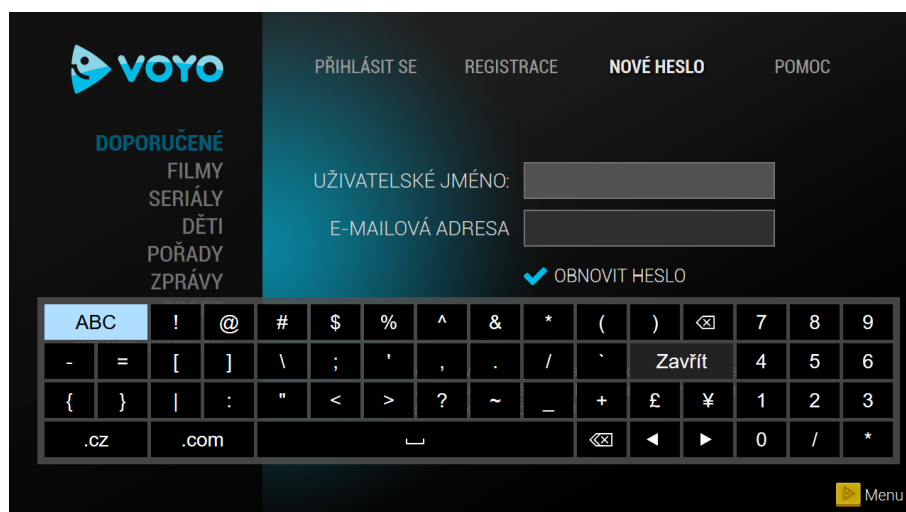 VOYO
PŘIHLÁSIT SE REGISTRACE NOVÉ HESLO POMOC
DOPORUČENÉ
FILMY
SERIÁLY
DĚTI
POŘADY
ZPRÁVY
UŽIVATELSKÉ JMÉNO:
E-MAILOVÁ ADRESA
OBNOVIT HESLO
ABC ! @ # $ % ^ & * ( ) ⌫ 7 8 9
- = [ ] \ ; ' , . / ` Zavřít 4 5 6
{ } | : " < > ? ~ _ + £ ¥ 1 2 3
.cz .com ⌴ ⌫ ◀ ▶ 0 / *
Menu